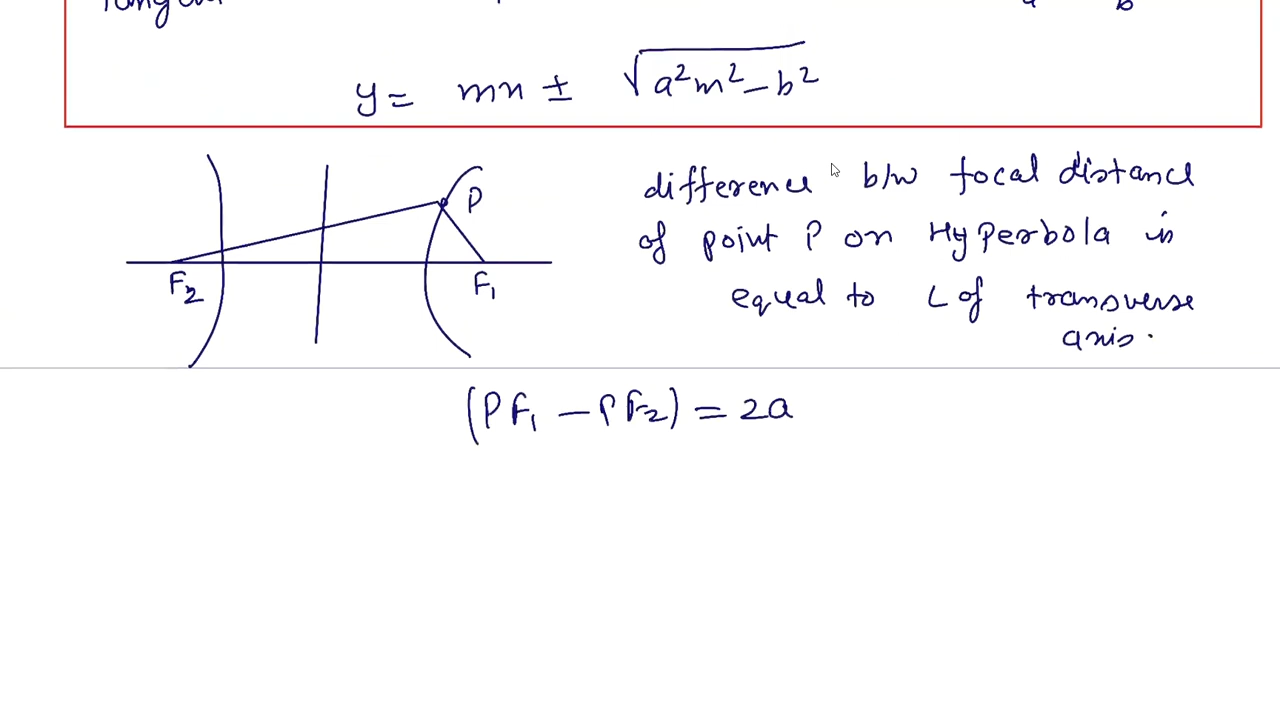 y = mn ± √a²m² - b²
difference b/w focal distance
of point P on Hyperbola is
equal to L of transverse
axis.
P
F₂ F₁
(PF₁ - PF₂) = 2a